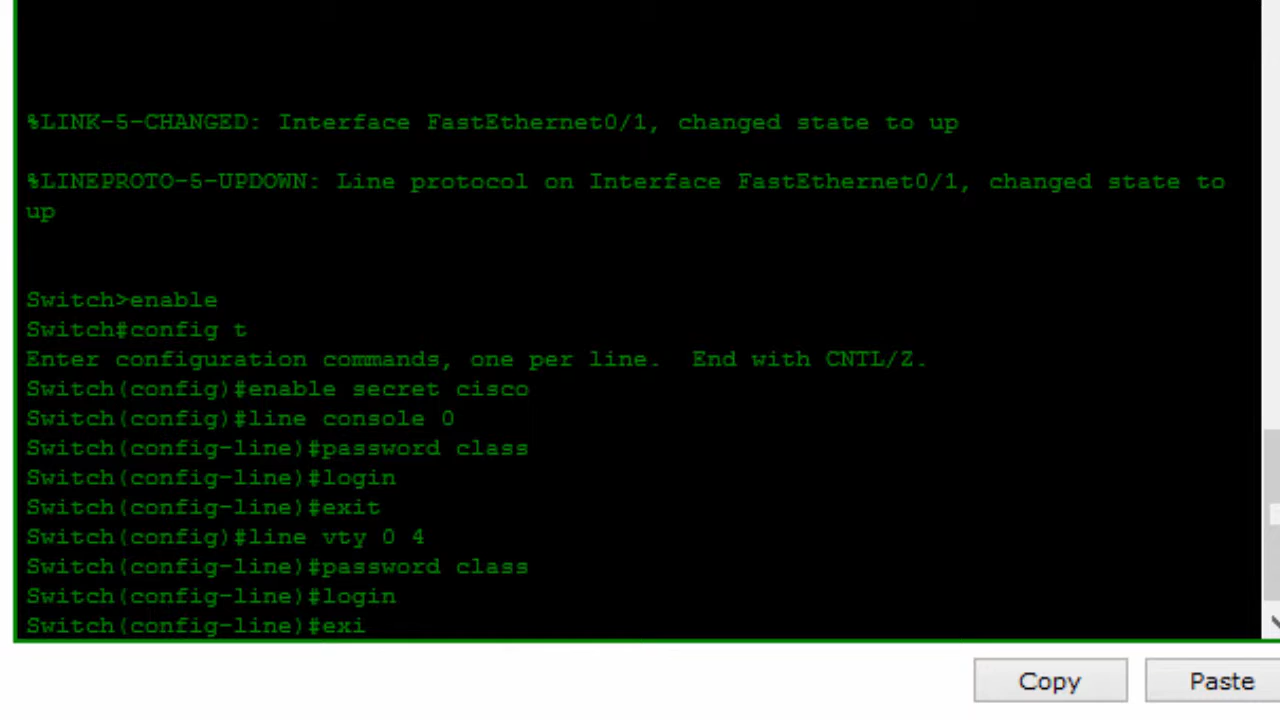 %LINK-5-CHANGED: Interface FastEthernet0/1, changed state to up
%LINEPROTO-5-UPDOWN: Line protocol on Interface FastEthernet0/1, changed state to
up
Switch>enable
Switch#config t
Enter configuration commands, one per line.  End with CNTL/Z.
Switch(config)#enable secret cisco
Switch(config)#line console 0
Switch(config-line)#password class
Switch(config-line)#login
Switch(config-line)#exit
Switch(config)#line vty 0 4
Switch(config-line)#password class
Switch(config-line)#login
Switch(config-line)#exi
Copy
Paste